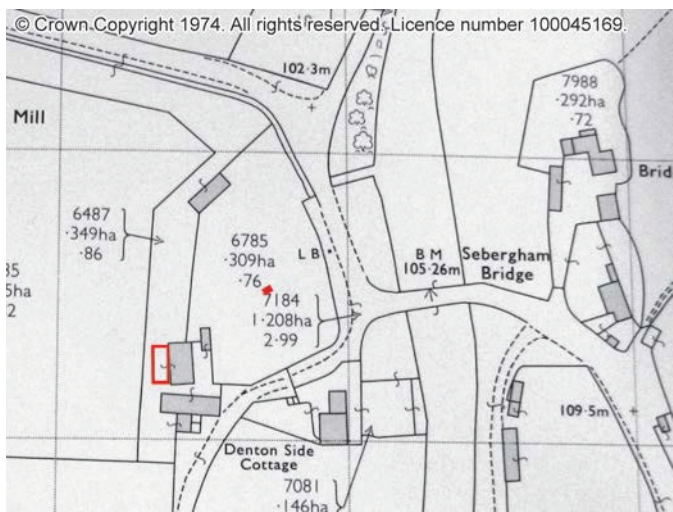 © Crown Copyright 1974. All rights reserved. Licence number 100045169.
102·3m
7988
·292ha
·72
Mill
Brid
6487
·349ha
·86
6785
·309ha
·76
L B
B M
105·26m
Sebergham
Bridge
35
5ha
2
7184
1·208ha
2·99
109·5m
Denton Side
Cottage
7081
·146ha